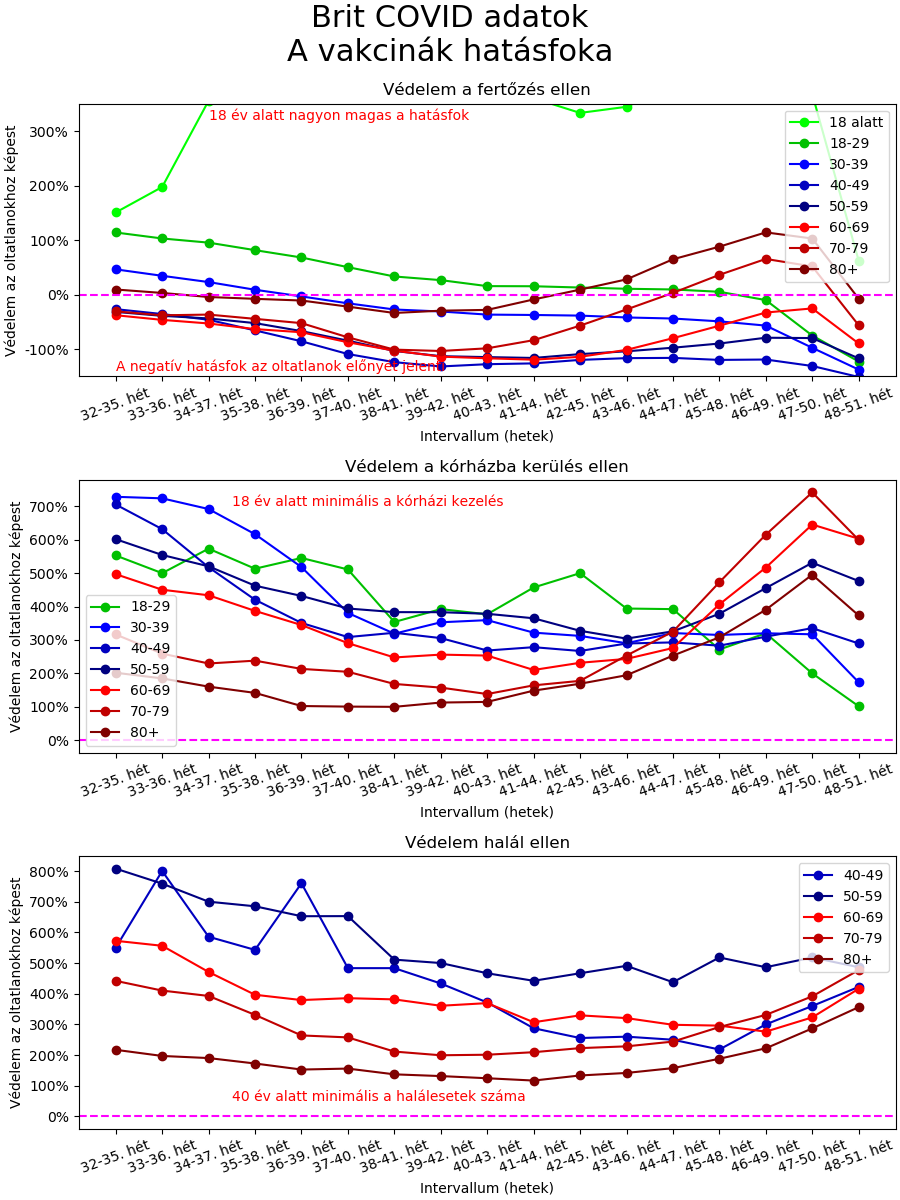 Brit COVID adatok
A vakcinák hatásfoka
Védelem a fertőzés ellen
Védelem az oltatlanokhoz képest
300%
200%
100%
0%
-100%
18 év alatt nagyon magas a hatásfok
A negatív hatásfok az oltatlanok előnyét jelenti
18 alatt
18-29
30-39
40-49
50-59
60-69
70-79
80+
32-35. hét
33-36. hét
34-37. hét
35-38. hét
36-39. hét
37-40. hét
38-41. hét
39-42. hét
40-43. hét
41-44. hét
42-45. hét
43-46. hét
44-47. hét
45-48. hét
46-49. hét
47-50. hét
48-51. hét
Intervallum (hetek)
Védelem a kórházba kerülés ellen
Védelem az oltatlanokhoz képest
700%
600%
500%
400%
300%
200%
100%
0%
18 év alatt minimális a kórházi kezelés
18-29
30-39
40-49
50-59
60-69
70-79
80+
32-35. hét
33-36. hét
34-37. hét
35-38. hét
36-39. hét
37-40. hét
38-41. hét
39-42. hét
40-43. hét
41-44. hét
42-45. hét
43-46. hét
44-47. hét
45-48. hét
46-49. hét
47-50. hét
48-51. hét
Intervallum (hetek)
Védelem halál ellen
Védelem az oltatlanokhoz képest
800%
700%
600%
500%
400%
300%
200%
100%
0%
40 év alatt minimális a halálesetek száma
40-49
50-59
60-69
70-79
80+
32-35. hét
33-36. hét
34-37. hét
35-38. hét
36-39. hét
37-40. hét
38-41. hét
39-42. hét
40-43. hét
41-44. hét
42-45. hét
43-46. hét
44-47. hét
45-48. hét
46-49. hét
47-50. hét
48-51. hét
Intervallum (hetek)